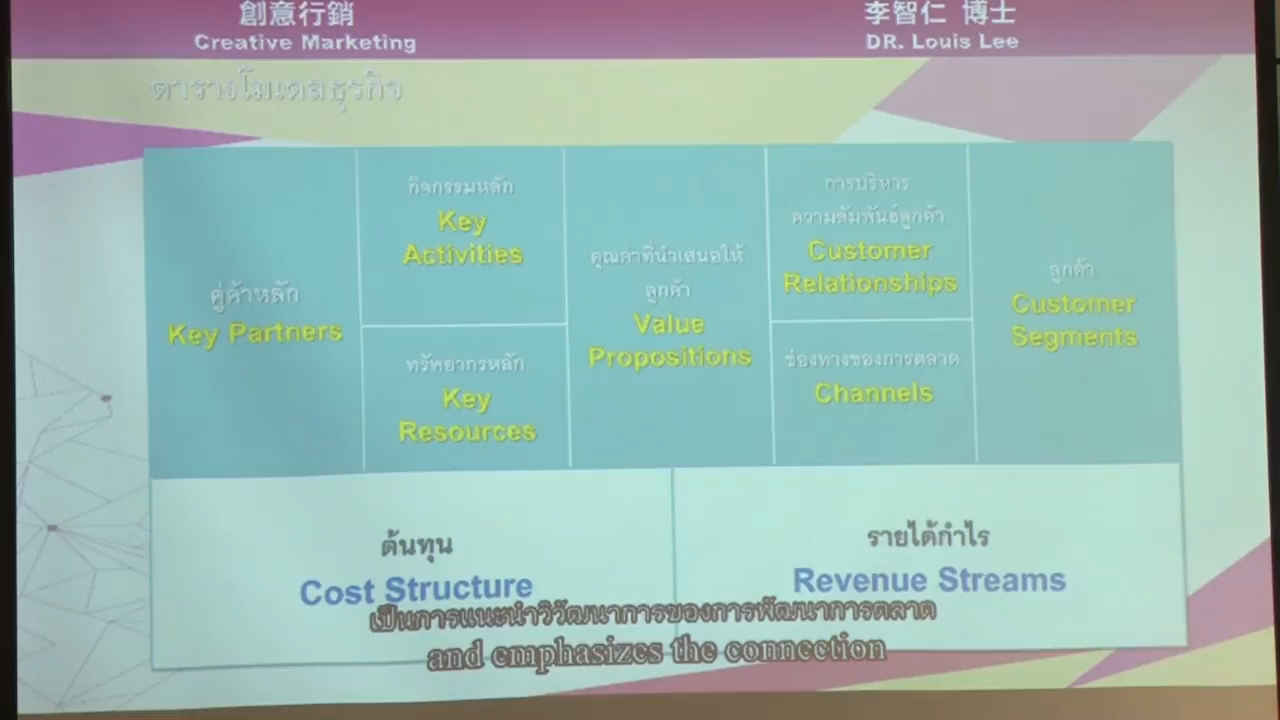 創意行銷
Creative Marketing
李智仁 博士
DR. Louis Lee
ตารางโมเดลธุรกิจ
คู่ค้าหลัก
Key Partners
กิจกรรมหลัก
Key
Activities
ทรัพยากรหลัก
Key
Resources
คุณค่าที่นำเสนอให้
ลูกค้า
Value
Propositions
การบริหาร
ความสัมพันธ์ลูกค้า
Customer
Relationships
ช่องทางของการตลาด
Channels
ลูกค้า
Customer
Segments
ต้นทุน
Cost Structure
รายได้กำไร
Revenue Streams
เป็นการแนะนำวิวัฒนาการของการพัฒนาการตลาด
and emphasizes the connection